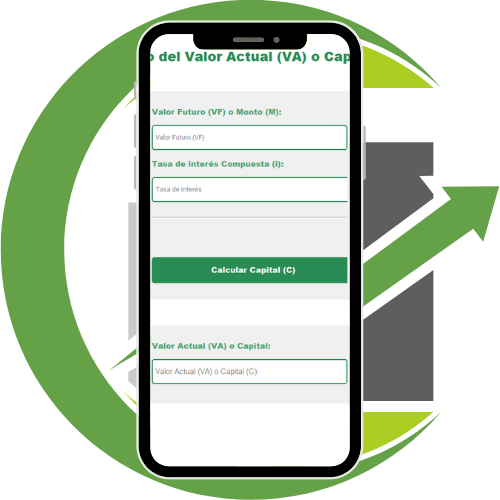 o del Valor Actual (VA) o Cap
Valor Futuro (VF) o Monto (M):
Valor Futuro (VF)
Tasa de interés Compuesta (i):
Tasa de Interés
Calcular Capital (C)
Valor Actual (VA) o Capital:
Valor Actual (VA) o Capital (C)